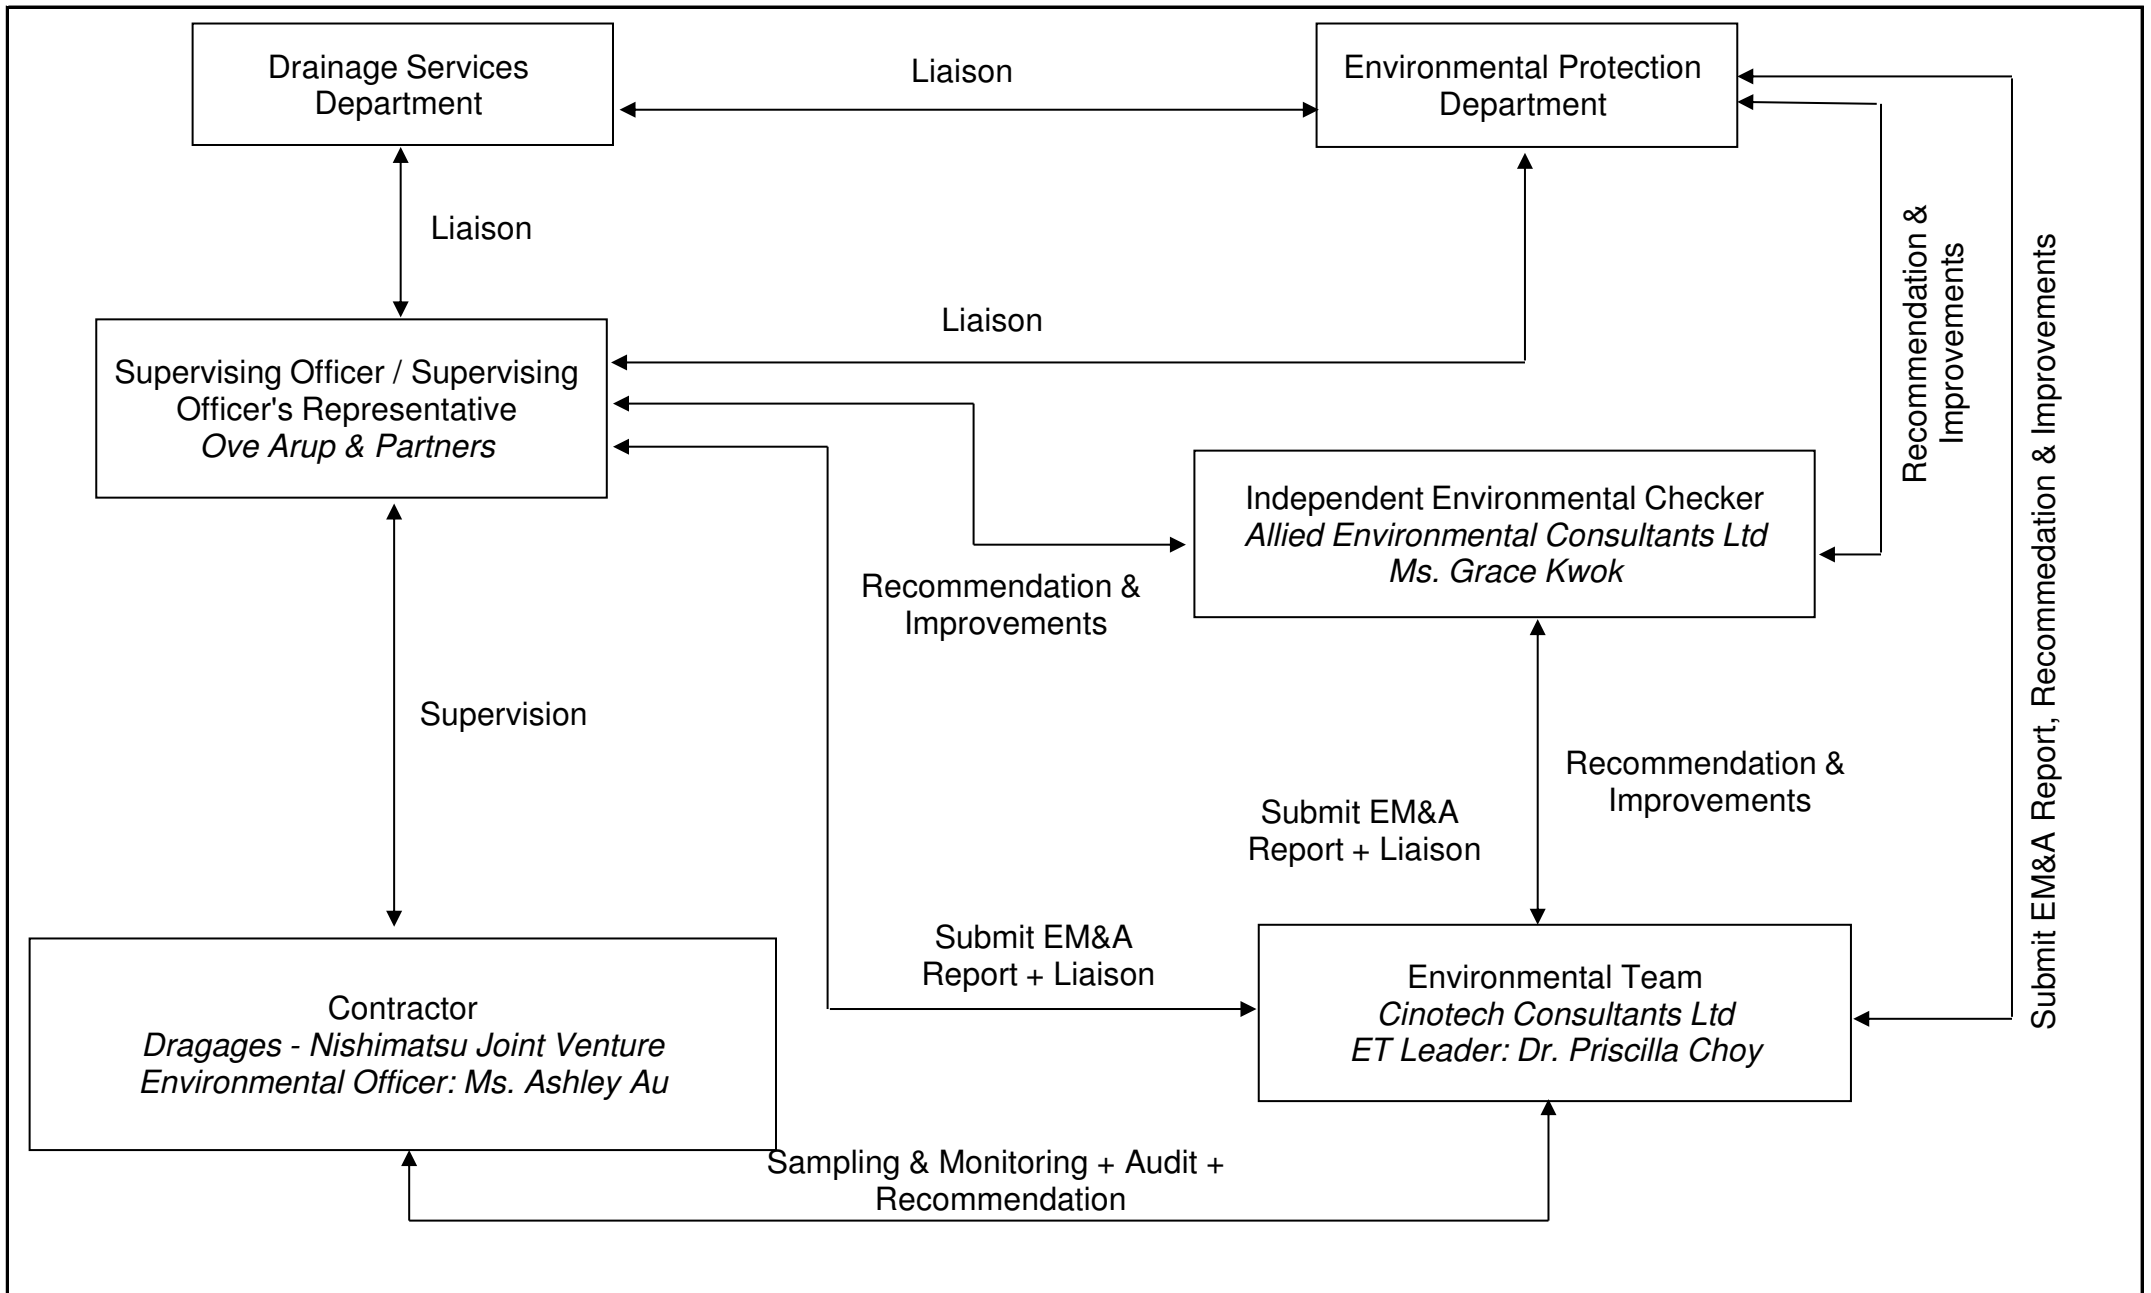 Drainage Services
Department
Liaison
Environmental Protection
Department
Liaison
Liaison
Recommendation &
Improvements
Submit EM&A Report, Recommedation & Improvements
Supervising Officer / Supervising
Officer's Representative
Ove Arup & Partners
Independent Environmental Checker
Allied Environmental Consultants Ltd
Ms. Grace Kwok
Recommendation &
Improvements
Supervision
Recommendation &
Improvements
Submit EM&A
Report + Liaison
Submit EM&A
Report + Liaison
Contractor
Dragages - Nishimatsu Joint Venture
Environmental Officer: Ms. Ashley Au
Environmental Team
Cinotech Consultants Ltd
ET Leader: Dr. Priscilla Choy
Sampling & Monitoring + Audit +
Recommendation